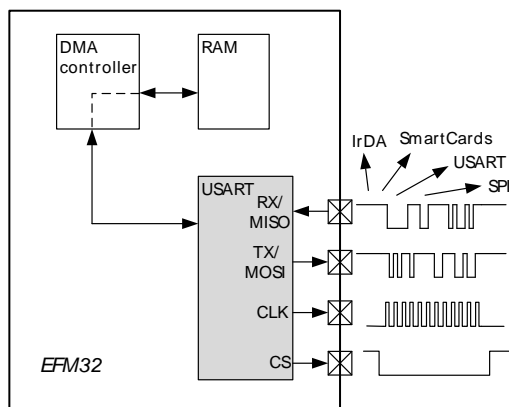 DMA
controller
RAM
IrDA
SmartCards
USART
SPI
USART
RX/
MISO
TX/
MOSI
CLK
CS
EFM32